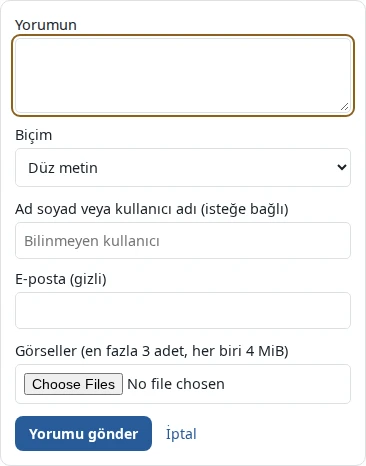 Yorumun
Biçim
Düz metin
Ad soyad veya kullanıcı adı (isteğe bağlı)
Bilinmeyen kullanıcı
E-posta (gizli)
Görseller (en fazla 3 adet, her biri 4 MiB)
Choose Files No file chosen
Yorumu gönder İptal